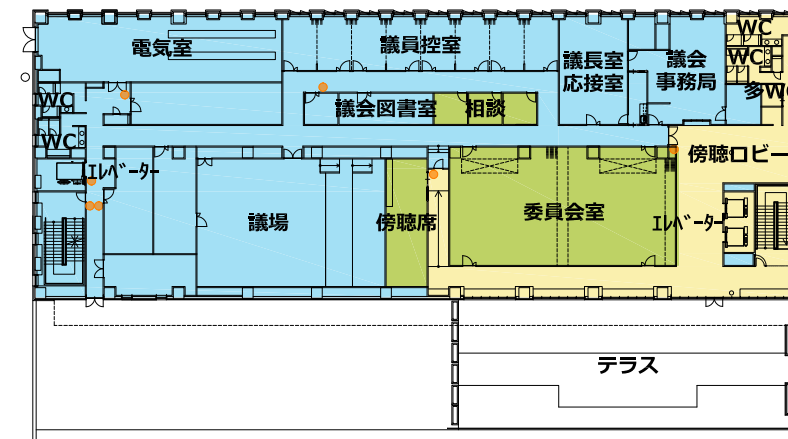 WC
電気室
議員控室
議長室
応接室
議会
事務局
WC
多WC
WC
議会図書室
相談
WC
傍聴ロビー
エレベーター
議場
傍聴席
委員会室
エレベーター
テラス